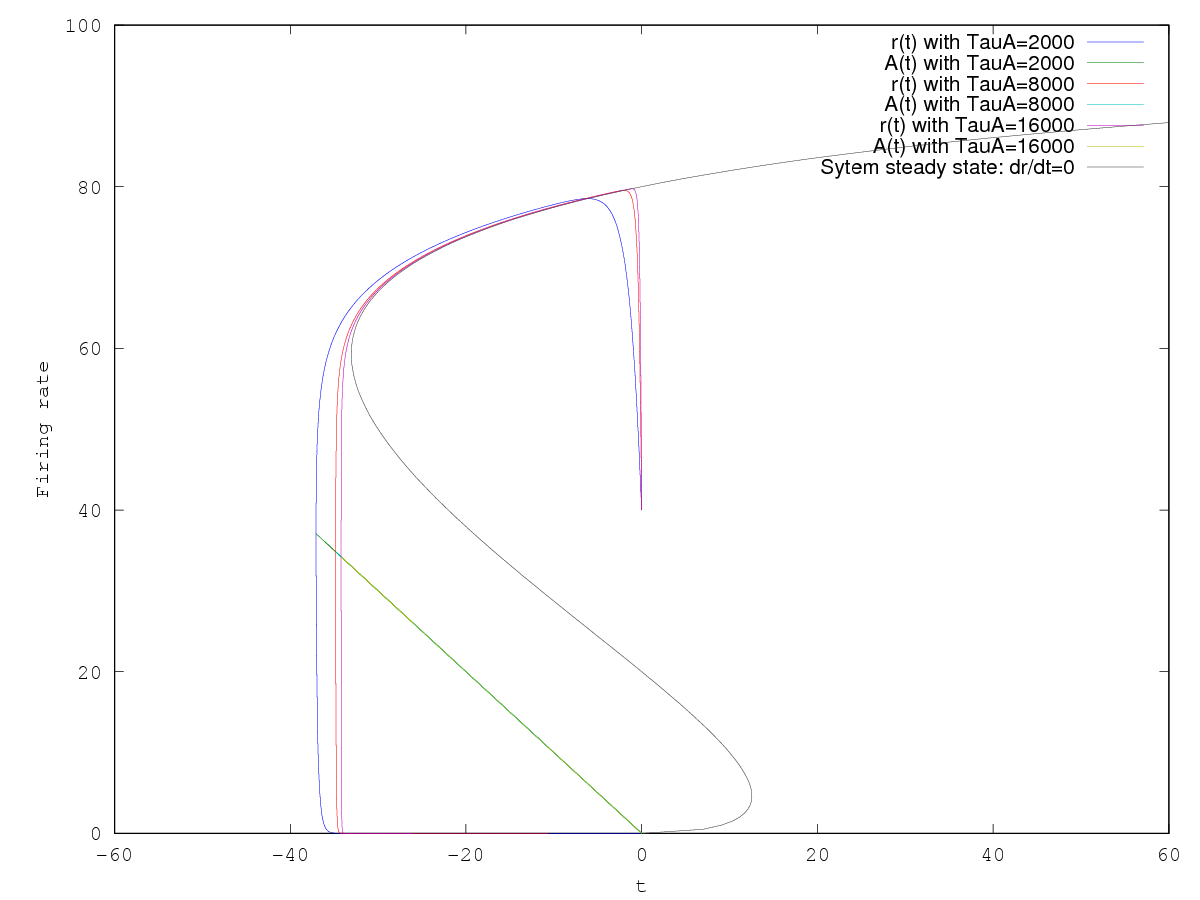 100
80
60
40
20
0
Firing rate
r(t) with TauA=2000
A(t) with TauA=2000
r(t) with TauA=8000
A(t) with TauA=8000
r(t) with TauA=16000
A(t) with TauA=16000
Sytem steady state: dr/dt=0
-60 -40 -20 0 20 40 60
t